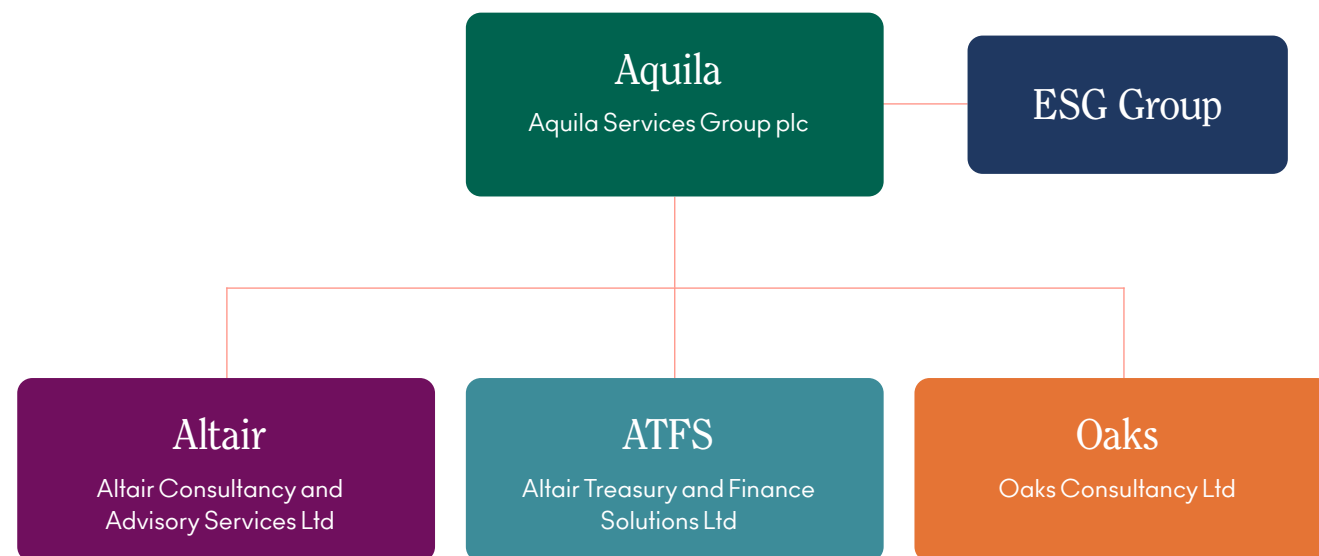 Aquila
Aquila Services Group plc
ESG Group
Altair
Altair Consultancy and
Advisory Services Ltd
ATFS
Altair Treasury and Finance
Solutions Ltd
Oaks
Oaks Consultancy Ltd